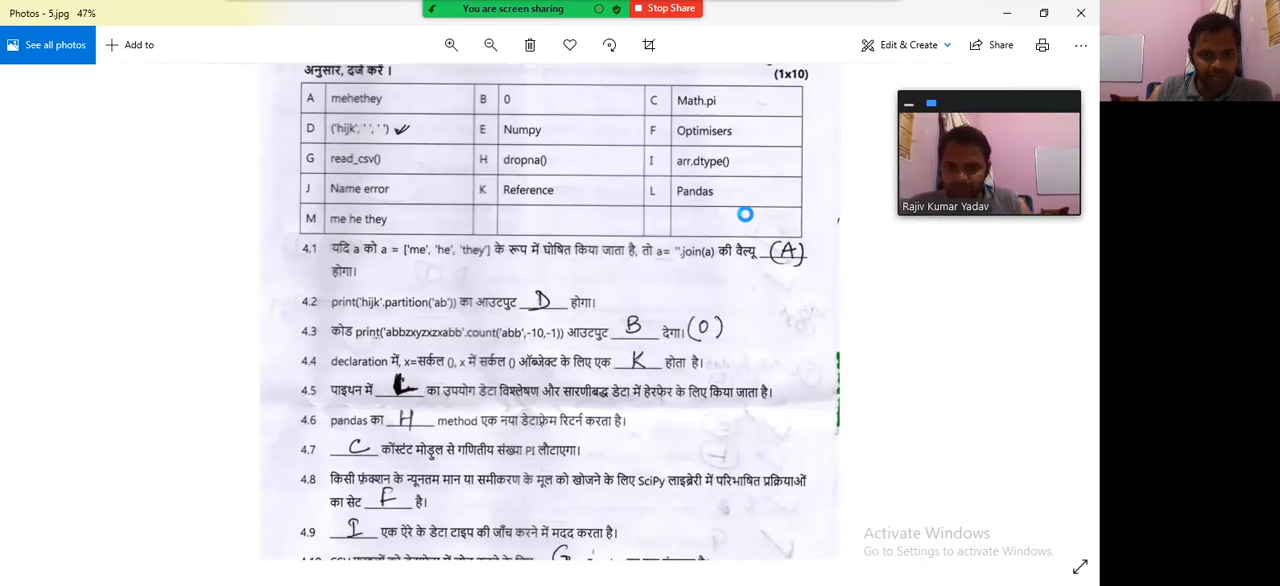 Photos - 5.jpg 47%
You are screen sharing
Stop Share
See all photos
Add to
Edit & Create
Share
अनुसार, दर्ज करें ।
(1x10)
A mehethey B 0 C Math.pi
D ('hijk', ' ', ' ') E Numpy F Optimisers
G read_csv() H dropna() I arr.dtype()
J Name error K Reference L Pandas
M me he they
4.1 यदि a को a = ['me', 'he', 'they'] के रूप में घोषित किया जाता है, तो a= ''.join(a) की वैल्यू (A)
होगा।
4.2 print('hijk'.partition('ab')) का आउटपुट D होगा।
4.3 कोड print('abbzxyzxzxabb'.count('abb',-10,-1)) आउटपुट B देगा। (0)
4.4 declaration में, x=सर्कल (), x में सर्कल () ऑब्जेक्ट के लिए एक K होता है।
4.5 पाइथन में L का उपयोग डेटा विश्लेषण और सारणीबद्ध डेटा में हेरफेर के लिए किया जाता है।
4.6 pandas का H method एक नया डेटाफ़्रेम रिटर्न करता है।
4.7 C कोंस्टंट मोडुल से गणितीय संख्या PI लौटाएगा।
4.8 किसी फ़ंक्शन के न्यूनतम मान या समीकरण के मूल को खोजने के लिए SciPy लाइब्रेरी में परिभाषित प्रक्रियाओं
का सेट F है।
4.9 I एक ऐरे के डेटा टाइप की जाँच करने में मदद करता है।
G
Rajiv Kumar Yadav
Activate Windows
Go to Settings to activate Windows.